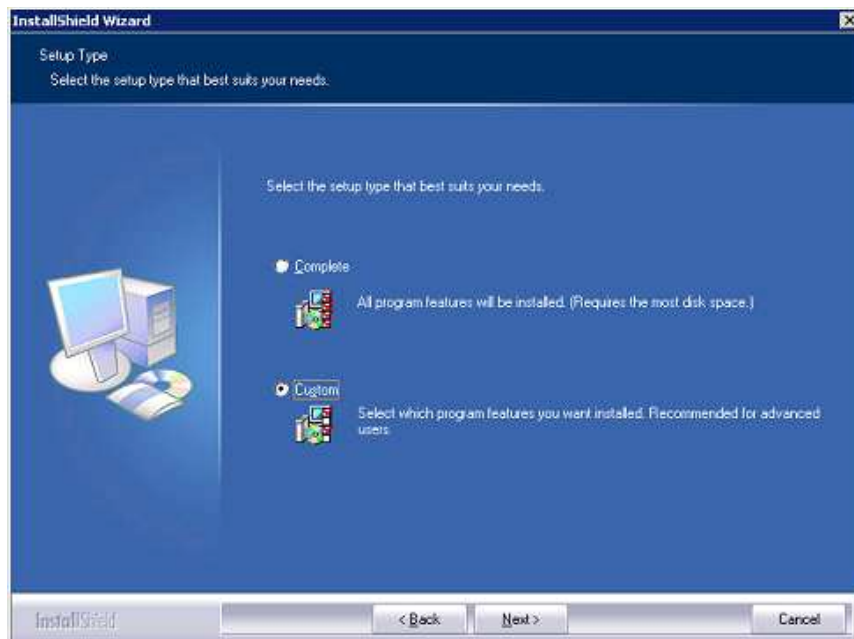 InstallShield Wizard
Setup Type
Select the setup type that best suits your needs.
Select the setup type that best suits your needs.
Complete
All program features will be installed. (Requires the most disk space.)
Custom
Select which program features you want installed. Recommended for advanced
users.
InstallShield
< Back
Next >
Cancel